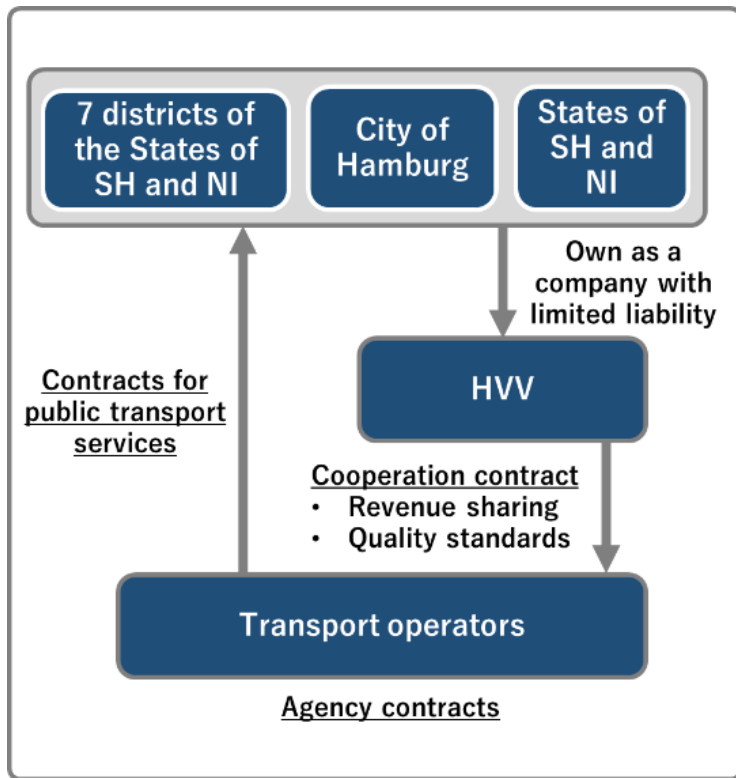 7 districts of
the States of
SH and NI
City of
Hamburg
States of
SH and
NI
Own as a
company with
limited liability
HVV
Contracts for
public transport
services
Cooperation contract
• Revenue sharing
• Quality standards
Transport operators
Agency contracts